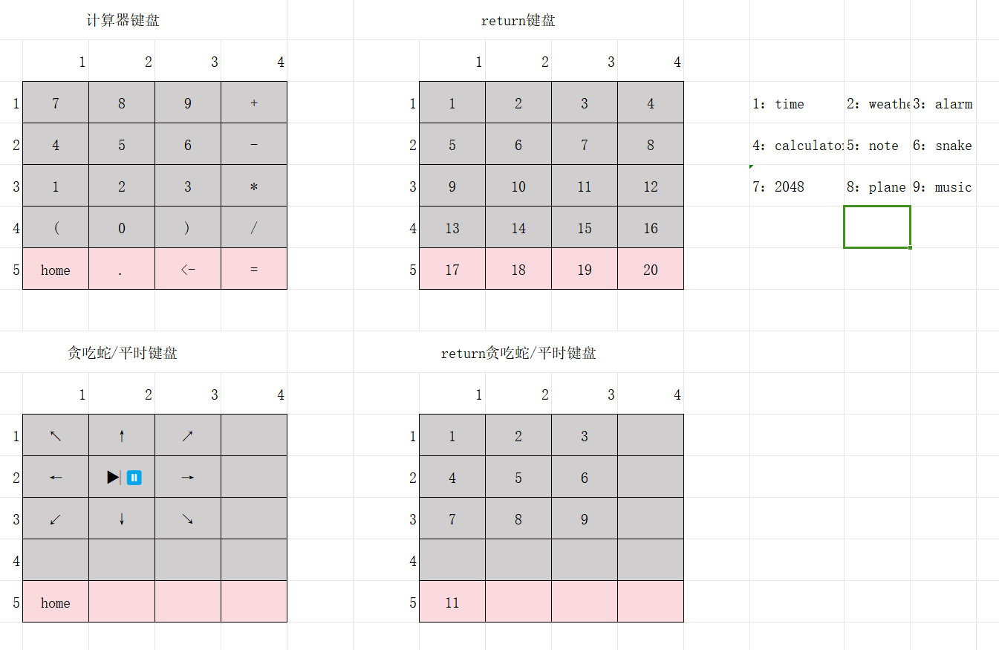 计算器键盘 return键盘
1 2 3 4 1 2 3 4
1 7 8 9 + 1 1 2 3 4 1: time 2: weathe 3: alarm
2 4 5 6 - 2 5 6 7 8 4: calculator 5: note 6: snake
3 1 2 3 * 3 9 10 11 12 7: 2048 8: plane 9: music
4 ( 0 ) / 4 13 14 15 16
5 home . <- = 5 17 18 19 20
贪吃蛇/平时键盘 return贪吃蛇/平时键盘
1 2 3 4 1 2 3 4
1 ↖ ↑ ↗ 1 1 2 3
2 ← ▶|⏸ → 2 4 5 6
3 ↙ ↓ ↘ 3 7 8 9
4 4
5 home 5 11